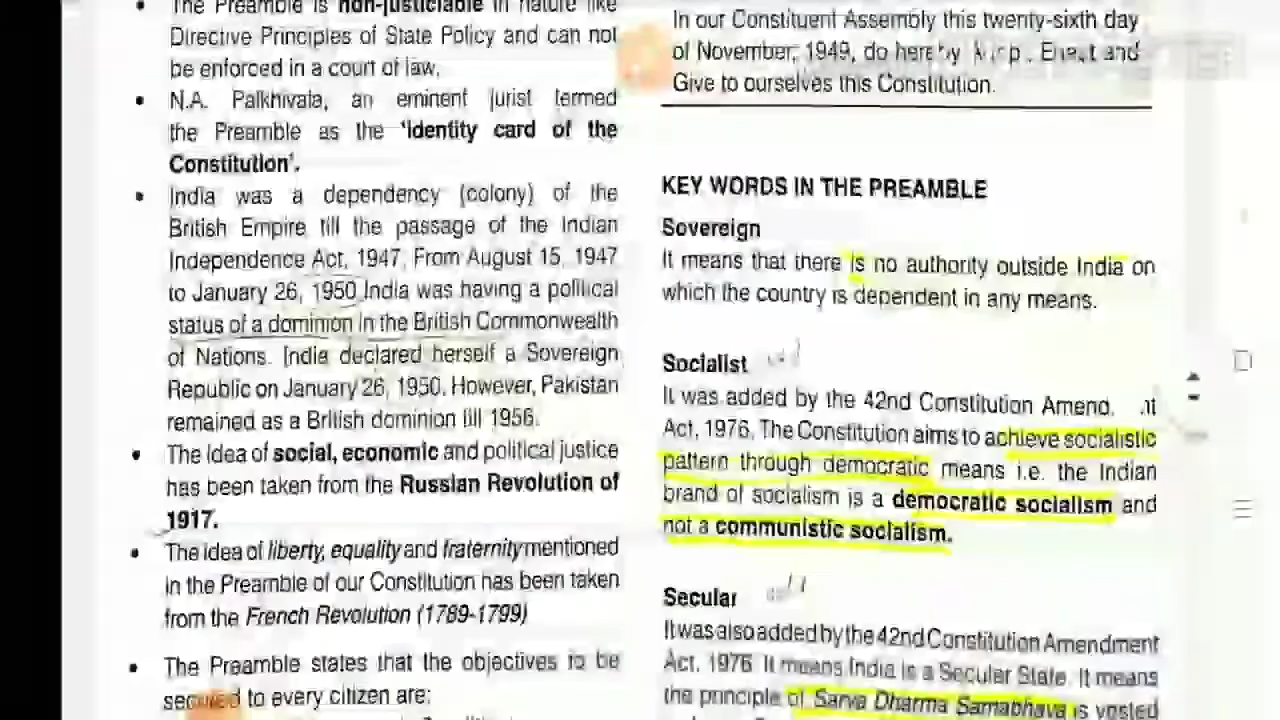 The Preamble is non-justiciable in nature like
Directive Principles of State Policy and can not
be enforced in a court of law.
• N.A. Palkhivala, an eminent jurist termed
the Preamble as the 'identity card of the
Constitution'.
• India was a dependency (colony) of the
British Empire till the passage of the Indian
Independence Act, 1947. From August 15, 1947
to January 26, 1950 India was having a political
status of a dominion in the British Commonwealth
of Nations. India declared herself a Sovereign
Republic on January 26, 1950. However, Pakistan
remained as a British dominion till 1956.
• The idea of social, economic and political justice
has been taken from the Russian Revolution of
1917.
• The idea of liberty, equality and fraternity mentioned
in the Preamble of our Constitution has been taken
from the French Revolution (1789-1799)
• The Preamble states that the objectives to be
secured to every citizen are:
In our Constituent Assembly this twenty-sixth day
of November, 1949, do hereby Enact and
Give to ourselves this Constitution.
KEY WORDS IN THE PREAMBLE
Sovereign
It means that there is no authority outside India on
which the country is dependent in any means.
Socialist
It was added by the 42nd Constitution
Act, 1976. The Constitution aims to achieve socialistic
pattern through democratic means i.e. the Indian
brand of socialism is a democratic socialism and
not a communistic socialism.
Secular
It was also added by the 42nd Constitution Amendment
Act, 1976. It means India is a Secular State. It means
the principle of Sarva Dharma Samabhava is vested